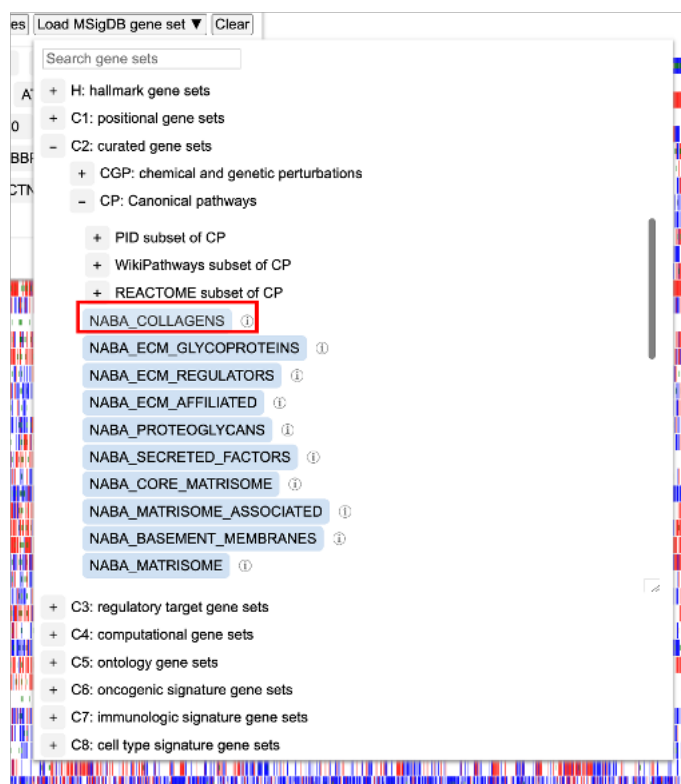 es Load MSigDB gene set ▼ Clear
Search gene sets
+ H: hallmark gene sets
+ C1: positional gene sets
0
− C2: curated gene sets
+ CGP: chemical and genetic perturbations
CTN
− CP: Canonical pathways
+ PID subset of CP
+ WikiPathways subset of CP
+ REACTOME subset of CP
NABA_COLLAGENS ⓘ
NABA_ECM_GLYCOPROTEINS ⓘ
NABA_ECM_REGULATORS ⓘ
NABA_ECM_AFFILIATED ⓘ
NABA_PROTEOGLYCANS ⓘ
NABA_SECRETED_FACTORS ⓘ
NABA_CORE_MATRISOME ⓘ
NABA_MATRISOME_ASSOCIATED ⓘ
NABA_BASEMENT_MEMBRANES ⓘ
NABA_MATRISOME ⓘ
+ C3: regulatory target gene sets
+ C4: computational gene sets
+ C5: ontology gene sets
+ C6: oncogenic signature gene sets
+ C7: immunologic signature gene sets
+ C8: cell type signature gene sets